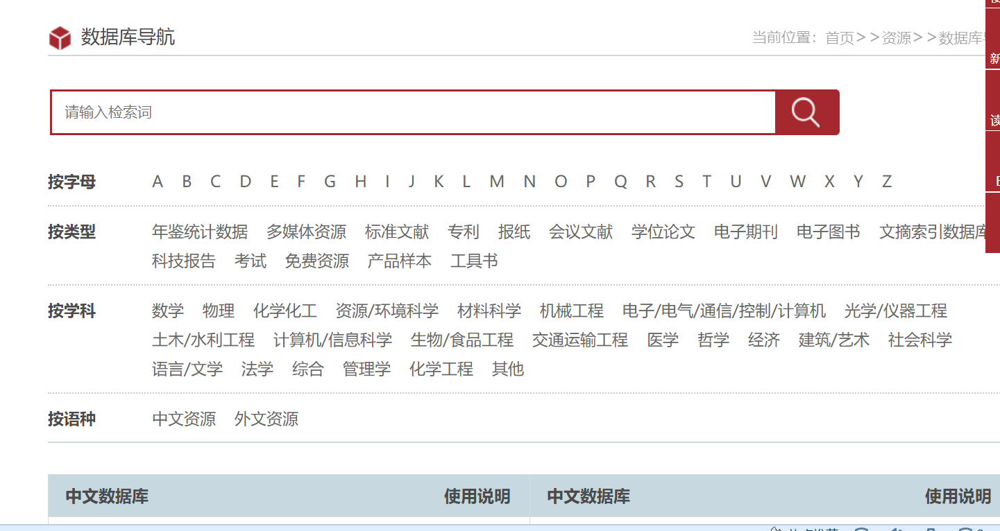 数据库导航
当前位置：首页>>资源>>数据库
请输入检索词
新
读
按字母 A B C D E F G H I J K L M N O P Q R S T U V W X Y Z
按类型 年鉴统计数据 多媒体资源 标准文献 专利 报纸 会议文献 学位论文 电子期刊 电子图书 文摘索引数据库
科技报告 考试 免费资源 产品样本 工具书
按学科 数学 物理 化学化工 资源/环境科学 材料科学 机械工程 电子/电气/通信/控制/计算机 光学/仪器工程
土木/水利工程 计算机/信息科学 生物/食品工程 交通运输工程 医学 哲学 经济 建筑/艺术 社会科学
语言/文学 法学 综合 管理学 化学工程 其他
按语种 中文资源 外文资源
中文数据库 使用说明 中文数据库 使用说明